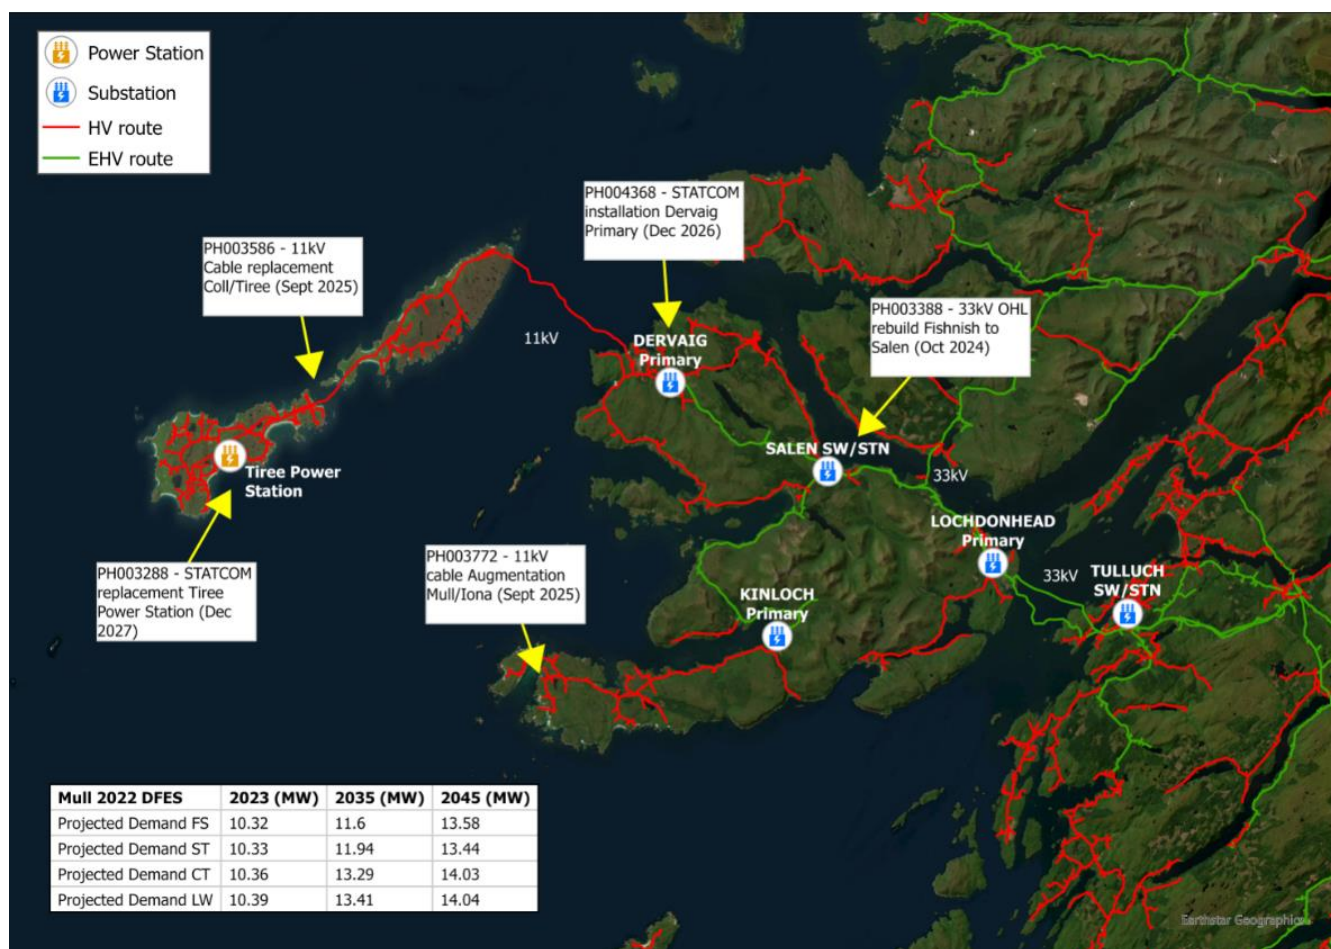 Power Station
Substation
HV route
EHV route
PH004368 - STATCOM
installation Dervaig
Primary (Dec 2026)
PH003586 - 11kV
Cable replacement
Coll/Tiree (Sept 2025)
PH003388 - 33kV OHL
rebuild Fishnish to
Salen (Oct 2024)
11kV
DERVAIG
Primary
SALEN SW/STN
33kV
Tiree Power
Station
LOCHDONHEAD
Primary
PH003772 - 11kV
cable Augmentation
Mull/Iona (Sept 2025)
PH003288 - STATCOM
replacement Tiree
Power Station (Dec
2027)
33kV
TULLUCH
SW/STN
KINLOCH
Primary
Mull 2022 DFES 2023 (MW) 2035 (MW) 2045 (MW)
Projected Demand FS 10.32 11.6 13.58
Projected Demand ST 10.33 11.94 13.44
Projected Demand CT 10.36 13.29 14.03
Projected Demand LW 10.39 13.41 14.04
Earthstar Geographics